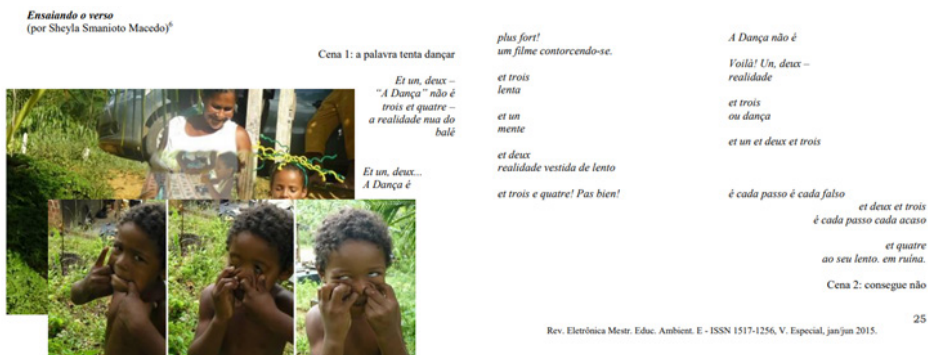 Ensaiando o verso
(por Sheyla Smanioto Macedo)6
Cena 1: a palavra tenta dançar
Et un, deux –
“A Dança” não é
trois et quatre –
a realidade nua do
balé
Et un, deux...
A Dança é
plus fort!
um filme contorcendo-se.
et trois
lenta
et un
mente
et deux
realidade vestida de lento
et trois e quatre! Pas bien!
A Dança não é
Voilà! Un, deux –
realidade
et trois
ou dança
et un et deux et trois
é cada passo é cada falso
et deux et trois
é cada passo cada acaso
et quatre
ao seu lento. em ruína.
Cena 2: consegue não
25
Rev. Eletrônica Mestr. Educ. Ambient. E - ISSN 1517-1256, V. Especial, jan/jun 2015.